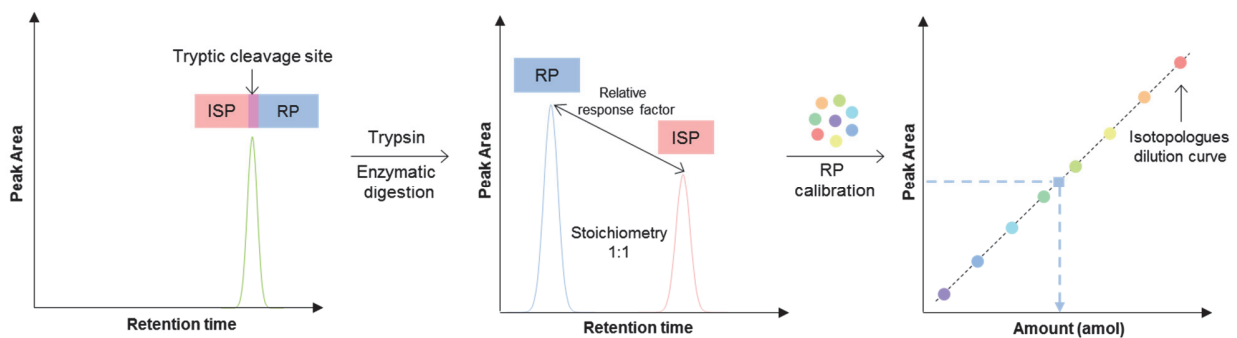 Peak Area
Tryptic cleavage site
ISP
RP
Retention time
Trypsin
Enzymatic
digestion
Peak Area
RP
Relative
response factor
ISP
Stoichiometry
1:1
Retention time
RP
calibration
Peak Area
Isotopologues
dilution curve
Amount (amol)